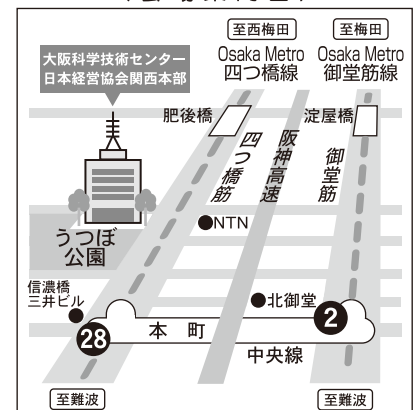 至西梅田
至梅田
Osaka Metro
四つ橋線
Osaka Metro
御堂筋線
大阪科学技術センター
日本経営協会関西本部
肥後橋
淀屋橋
四つ橋筋
阪神高速
御堂筋
NTN
うつぼ
公園
信濃橋
三井ビル
北御堂
2
28
本町
中央線
至難波
至難波